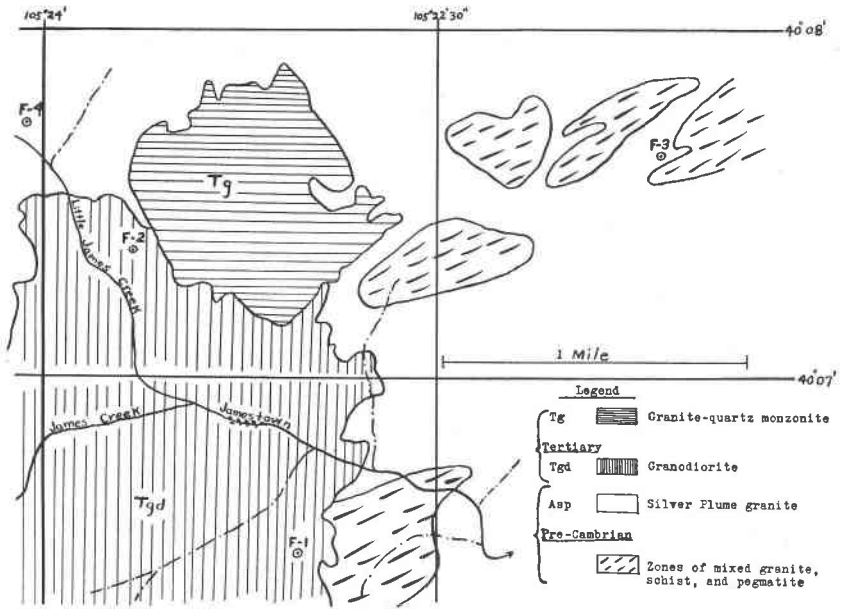 105°24' 105°22'30"
40°08'
F-4
F-3
Tg
F-2
Little James Creek
1 Mile
40°07'
Legend
James Creek
Jamestown
Tg Granite-quartz monzonite
Tertiary
Tgd Granodiorite
Tgd
Asp Silver Plume granite
Pre-Cambrian
F-1
Zones of mixed granite,
schist, and pegmatite